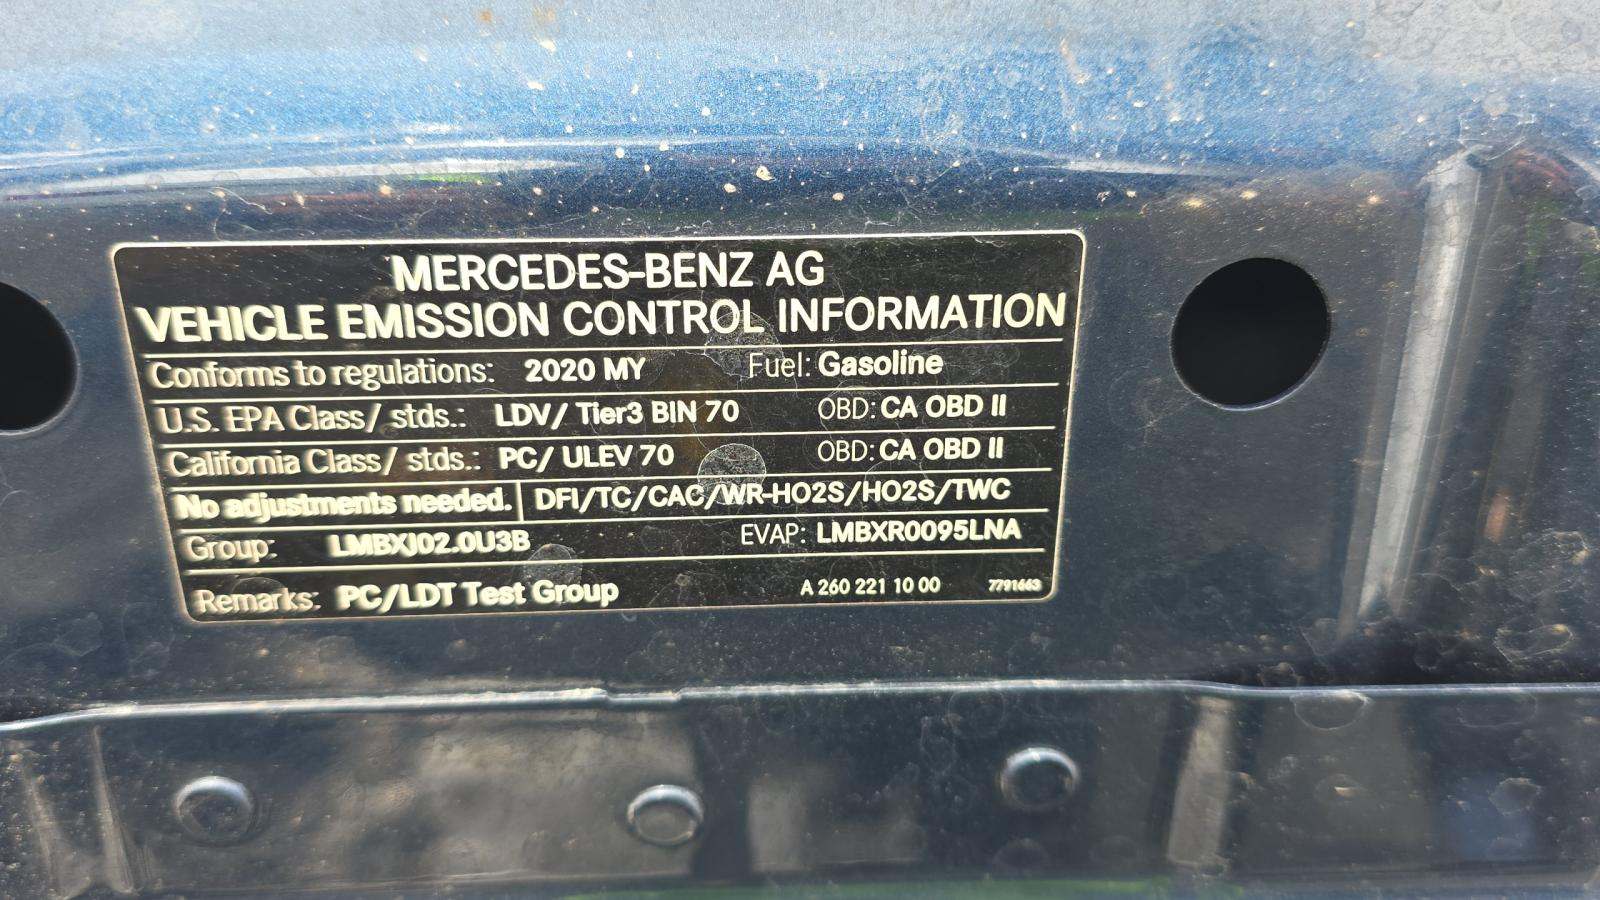 MERCEDES-BENZ AG
VEHICLE EMISSION CONTROL INFORMATION
Conforms to regulations: 2020 MY Fuel: Gasoline
U.S. EPA Class/ stds.: LDV/ Tier3 BIN 70 OBD: CA OBD II
California Class/ stds.: PC/ ULEV 70 OBD: CA OBD II
No adjustments needed. DFI/TC/CAC/WR-HO2S/HO2S/TWC
Group: LMBXJ02.0U3B EVAP: LMBXR0095LNA
Remarks: PC/LDT Test Group A 260 221 10 00 7791663